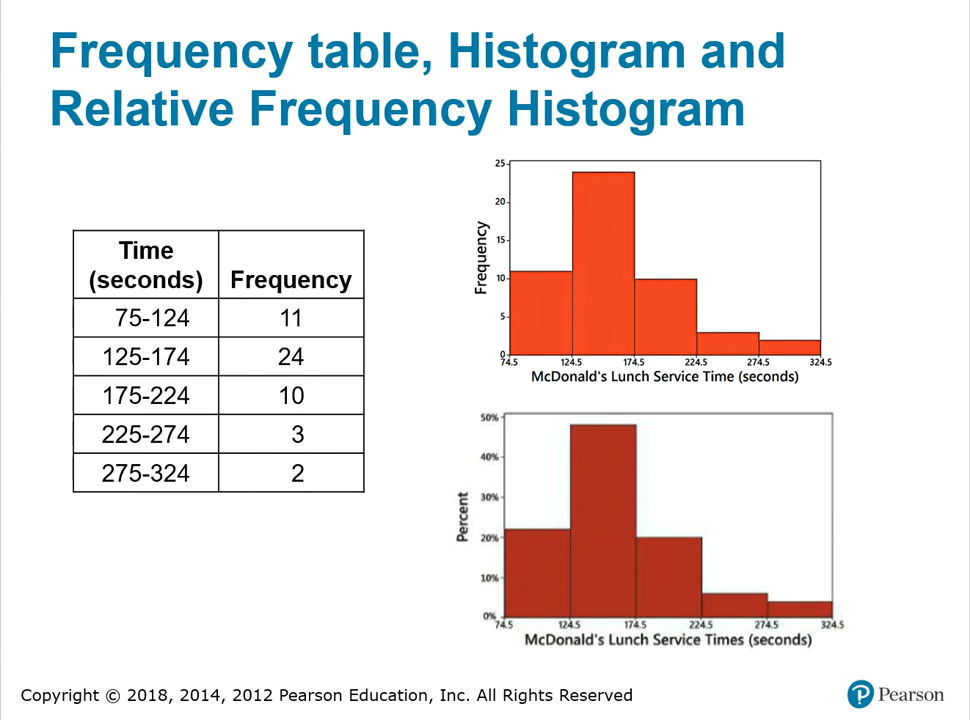 Frequency table, Histogram and
Relative Frequency Histogram
Time
(seconds) Frequency
75-124 11
125-174 24
175-224 10
225-274 3
275-324 2
25
20
15
10
5
0
Frequency
74.5 124.5 174.5 224.5 274.5 324.5
McDonald's Lunch Service Time (seconds)
50%
40%
30%
20%
10%
0%
Percent
74.5 124.5 174.5 224.5 274.5 324.5
McDonald's Lunch Service Times (seconds)
Copyright © 2018, 2014, 2012 Pearson Education, Inc. All Rights Reserved
P Pearson